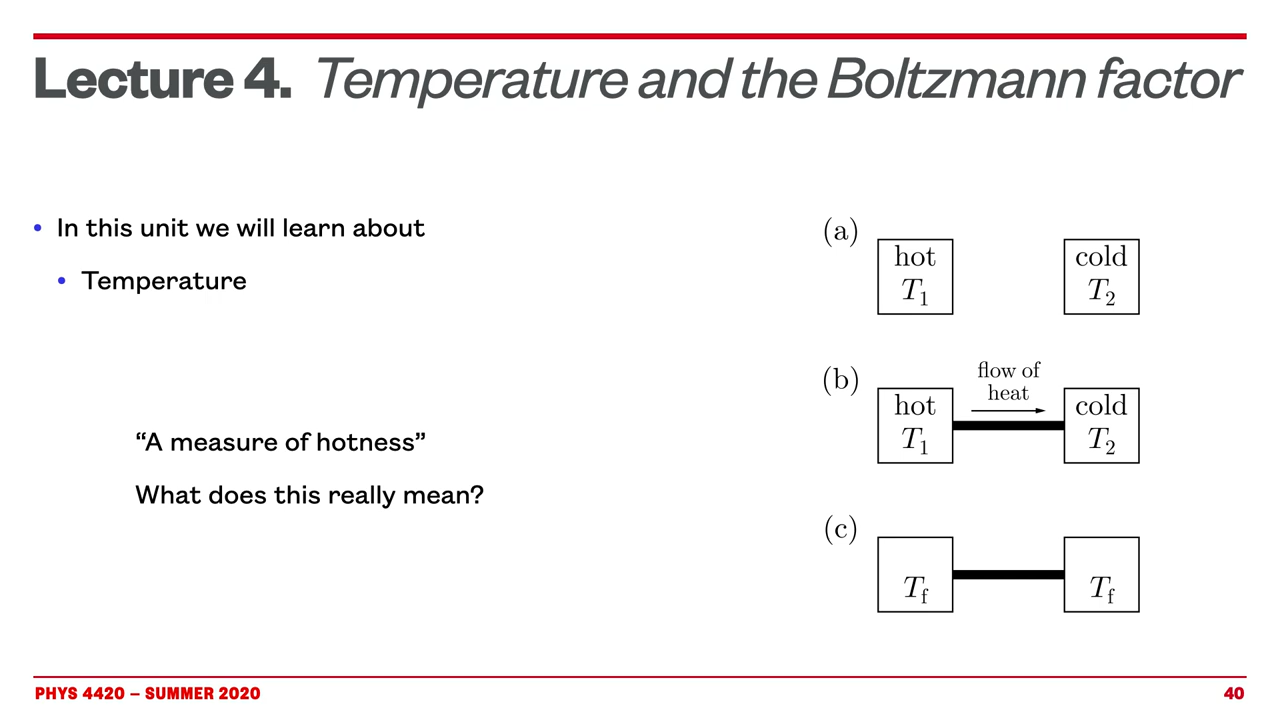 Lecture 4. Temperature and the Boltzmann factor
• In this unit we will learn about
• Temperature
“A measure of hotness”
What does this really mean?
(a)
hot
T1
cold
T2
(b)
hot
T1
flow of
heat
cold
T2
(c)
Tf
Tf
PHYS 4420 – SUMMER 2020
40